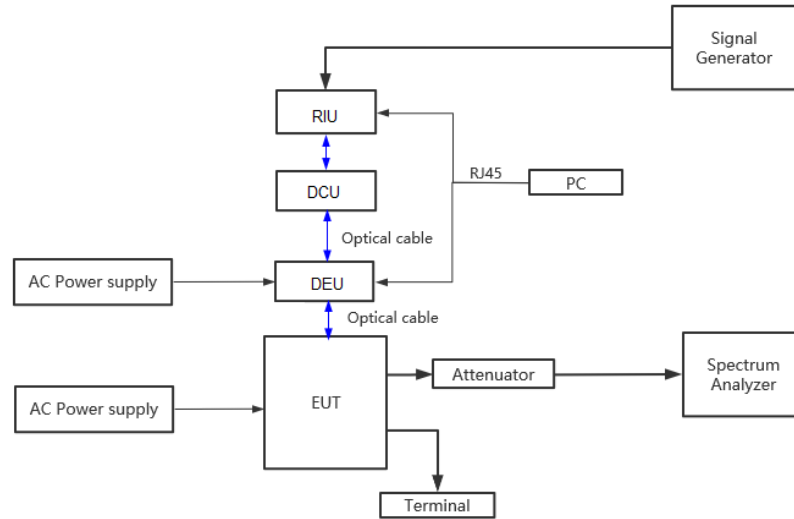 Signal
Generator
RIU
RJ45
PC
DCU
Optical cable
AC Power supply
DEU
Optical cable
Attenuator
Spectrum
Analyzer
AC Power supply
EUT
Terminal